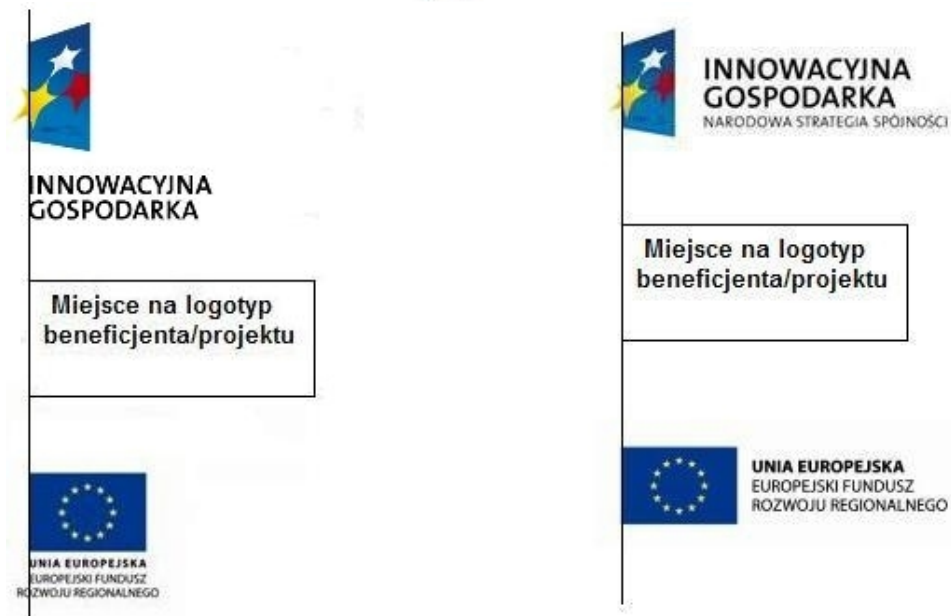 INNOWACYJNA
GOSPODARKA
Miejsce na logotyp
beneficjenta/projektu
UNIA EUROPEJSKA
EUROPEJSKI FUNDUSZ
ROZWOJU REGIONALNEGO
INNOWACYJNA
GOSPODARKA
NARODOWA STRATEGIA SPÓJNOŚCI
Miejsce na logotyp
beneficjenta/projektu
UNIA EUROPEJSKA
EUROPEJSKI FUNDUSZ
ROZWOJU REGIONALNEGO